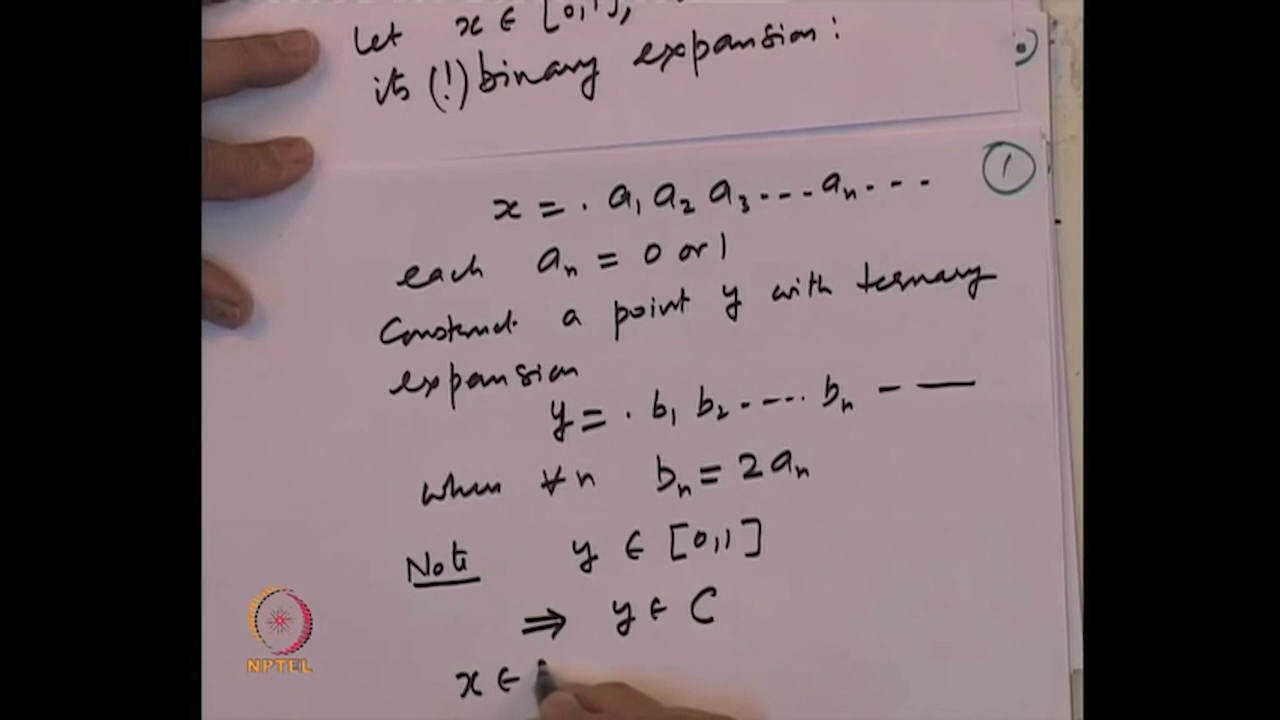 Let x ∈ [0,1],
its (!) binary expansion:
x = . a₁ a₂ a₃ --- aₙ ---
①
each aₙ = 0 or 1
Construct a point y with ternary
expansion
y = . b₁ b₂ ---- bₙ - —
when ∀ n bₙ = 2aₙ
Note y ∈ [0,1]
⇒ y ∈ C
x ∈
NPTEL